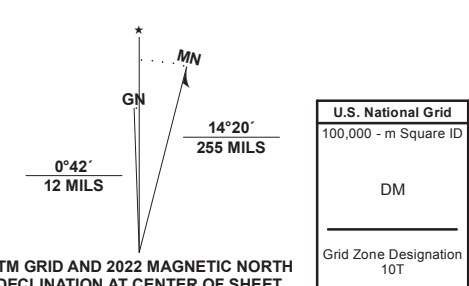 ★
MN
GN
14°20´
255 MILS
0°42´
12 MILS
TM GRID AND 2022 MAGNETIC NORTH
DECLINATION AT CENTER OF SHEET
U.S. National Grid
100,000 - m Square ID
DM
Grid Zone Designation
10T